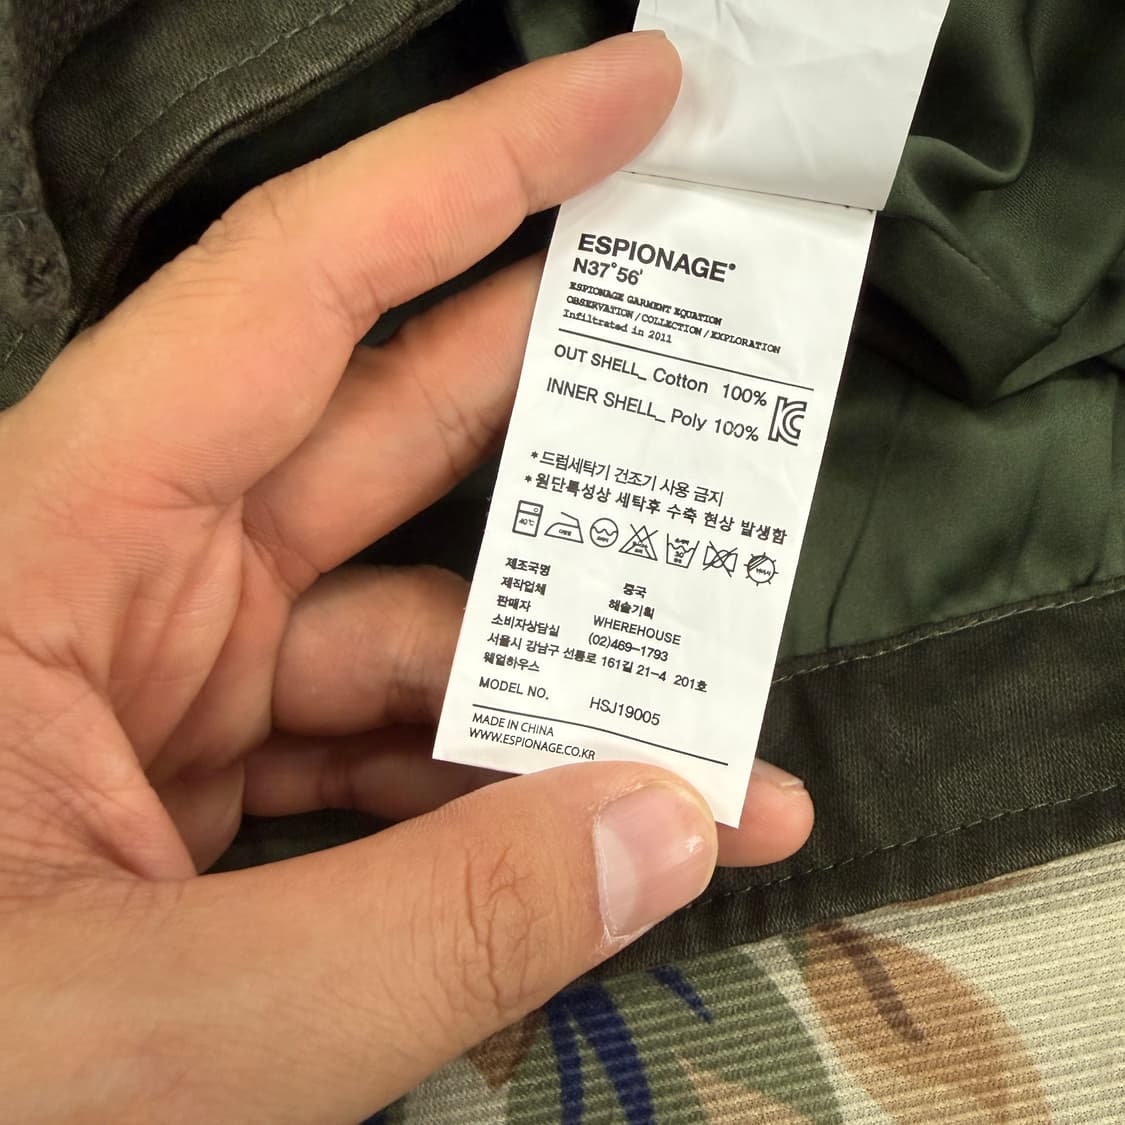 ESPIONAGE®
N37°56'
ESPIONAGE GARMENT EQUATION
OBSERVATION / COLLECTION / EXPLORATION
Infiltrated in 2011
OUT SHELL_ Cotton 100%
INNER SHELL_ Poly 100%
*드럼세탁기 건조기 사용 금지
*원단특성상 세탁후 수축 현상 발생함
40℃
30
제조국명 중국
제작업체 해솔기획
판매자 WHEREHOUSE
소비자상담실 (02)469-1793
서울시 강남구 선릉로 161길 21-4 201호
웨얼하우스
MODEL NO. HSJ19005
MADE IN CHINA
WWW.ESPIONAGE.CO.KR